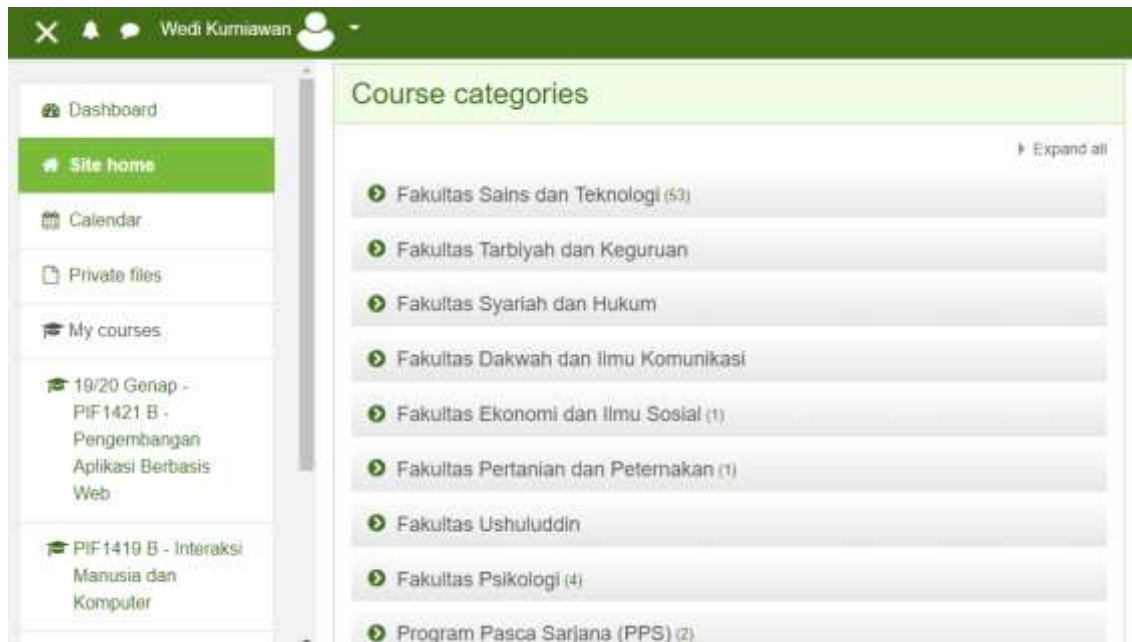 Wedi Kurniawan
Dashboard
Site home
Calendar
Private files
My courses
19/20 Genap -
PIF1421 B -
Pengembangan
Aplikasi Berbasis
Web
PIF1419 B - Interaksi
Manusia dan
Komputer
Course categories
Expand all
Fakultas Sains dan Teknologi (53)
Fakultas Tarbiyah dan Keguruan
Fakultas Syariah dan Hukum
Fakultas Dakwah dan Ilmu Komunikasi
Fakultas Ekonomi dan Ilmu Sosial (1)
Fakultas Pertanian dan Peternakan (1)
Fakultas Ushuluddin
Fakultas Psikologi (4)
Program Pasca Sarjana (PPS) (2)